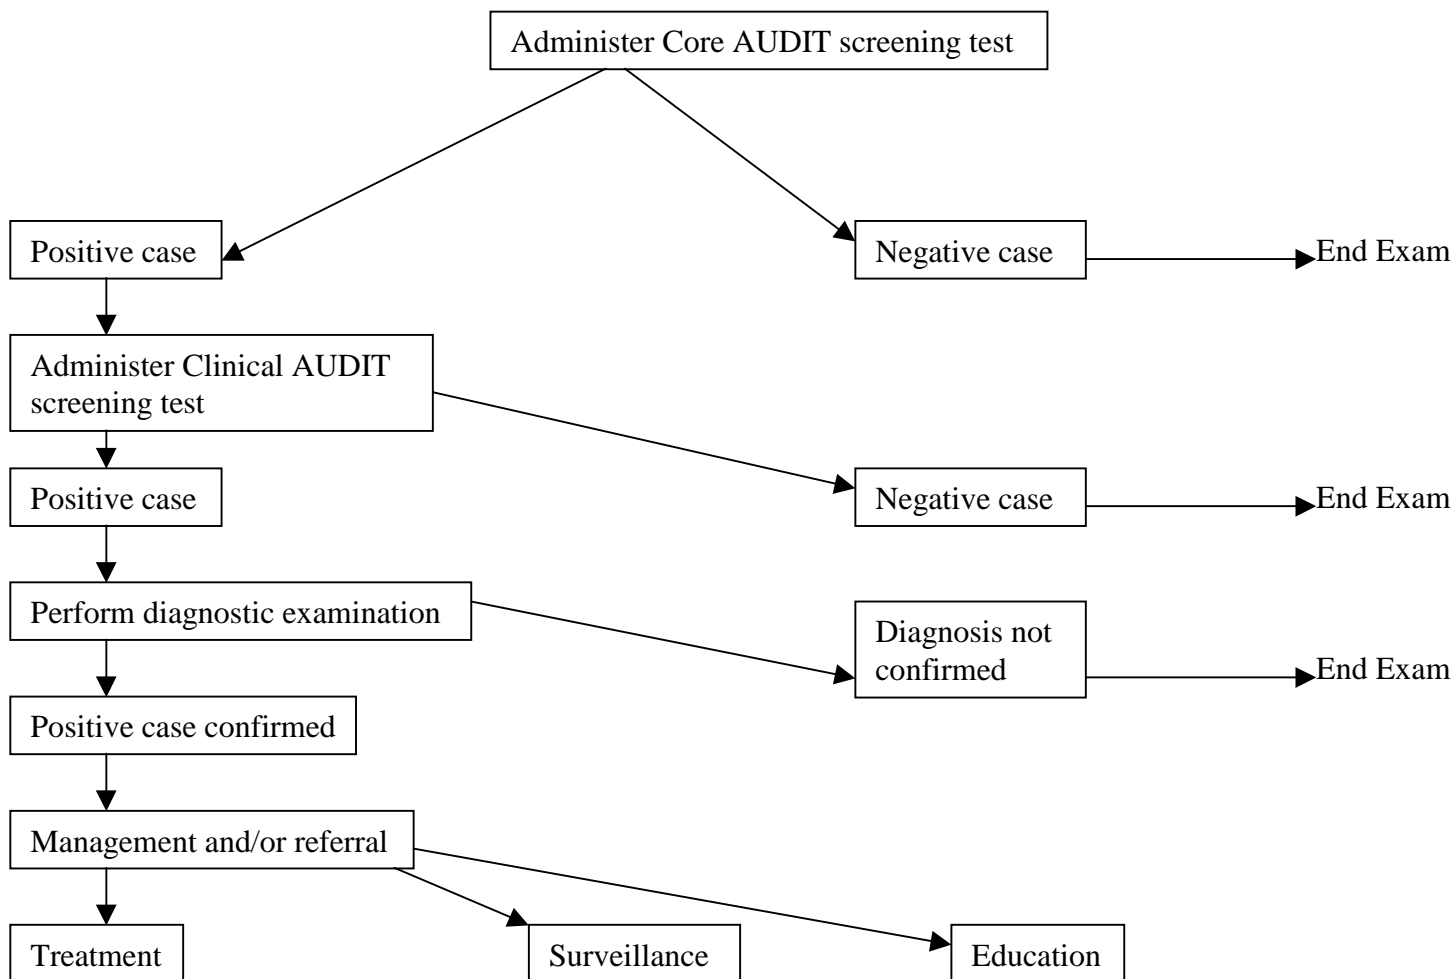 Administer Core AUDIT screening test
Positive case
Negative case
End Exam
Administer Clinical AUDIT
screening test
Positive case
Negative case
End Exam
Perform diagnostic examination
Diagnosis not
confirmed
End Exam
Positive case confirmed
Management and/or referral
Treatment
Surveillance
Education